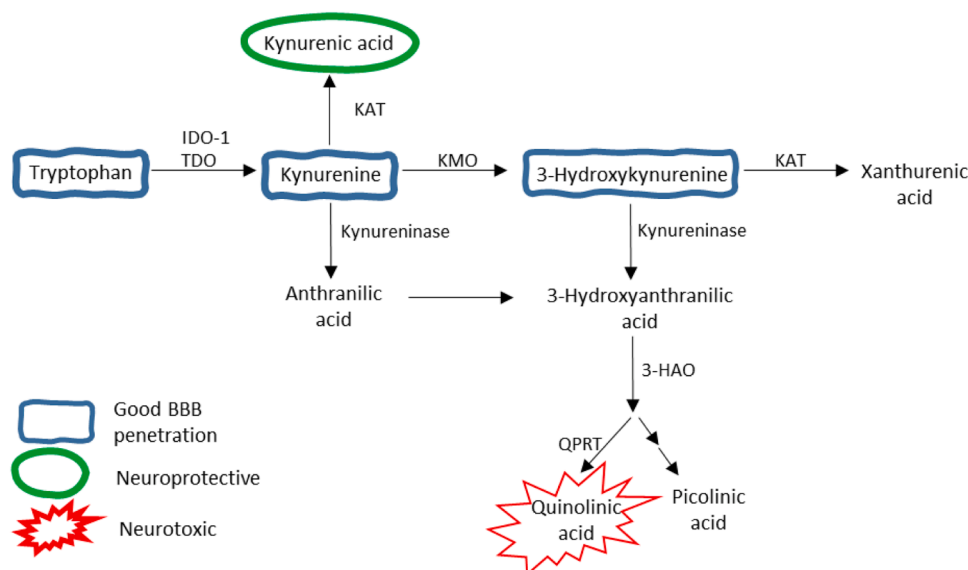 Kynurenic acid
KAT
IDO-1
TDO
Tryptophan
Kynurenine
KMO
3-Hydroxykynurenine
KAT
Xanthurenic
acid
Kynureninase
Kynureninase
Anthranilic
acid
3-Hydroxyanthranilic
acid
3-HAO
QPRT
Quinolinic
acid
Picolinic
acid
Good BBB
penetration
Neuroprotective
Neurotoxic